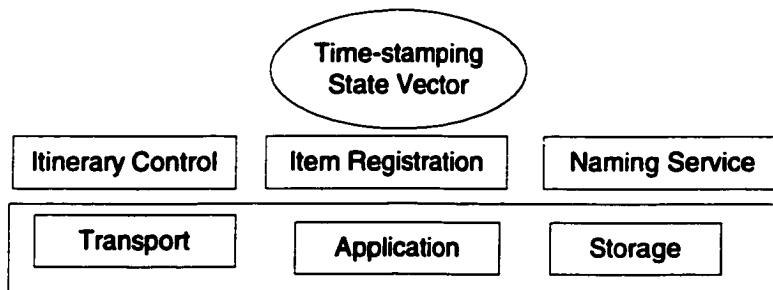 Time-stamping
State Vector
Itinerary Control
Item Registration
Naming Service
Transport
Application
Storage